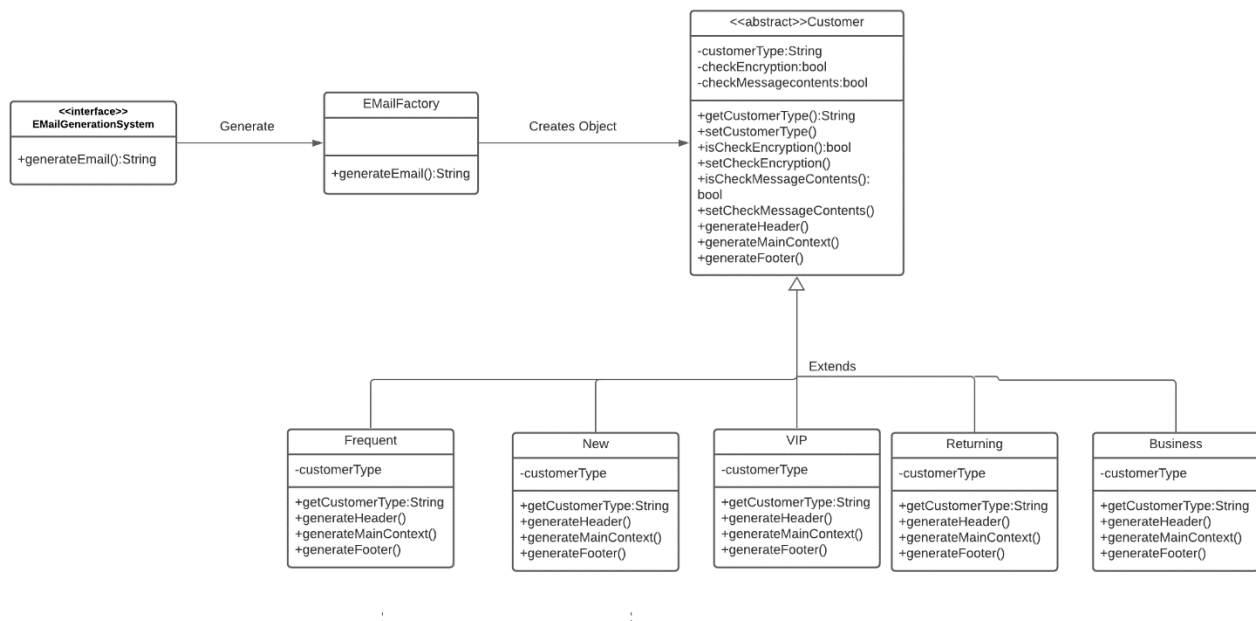 <<abstract>>Customer
-customerType:String
-checkEncryption:bool
-checkMessagecontents:bool
+getCustomerType():String
+setCustomerType()
+isCheckEncryption():bool
+setCheckEncryption()
+isCheckMessageContents():
bool
+setCheckMessageContents()
+generateHeader()
+generateMainContext()
+generateFooter()
<<interface>>
EMailGenerationSystem
+generateEmail():String
Generate
EMailFactory
+generateEmail():String
Creates Object
Extends
Frequent
-customerType
+getCustomerType:String
+generateHeader()
+generateMainContext()
+generateFooter()
New
-customerType
+getCustomerType:String
+generateHeader()
+generateMainContext()
+generateFooter()
VIP
-customerType
+getCustomerType:String
+generateHeader()
+generateMainContext()
+generateFooter()
Returning
-customerType
+getCustomerType:String
+generateHeader()
+generateMainContext()
+generateFooter()
Business
-customerType
+getCustomerType:String
+generateHeader()
+generateMainContext()
+generateFooter()